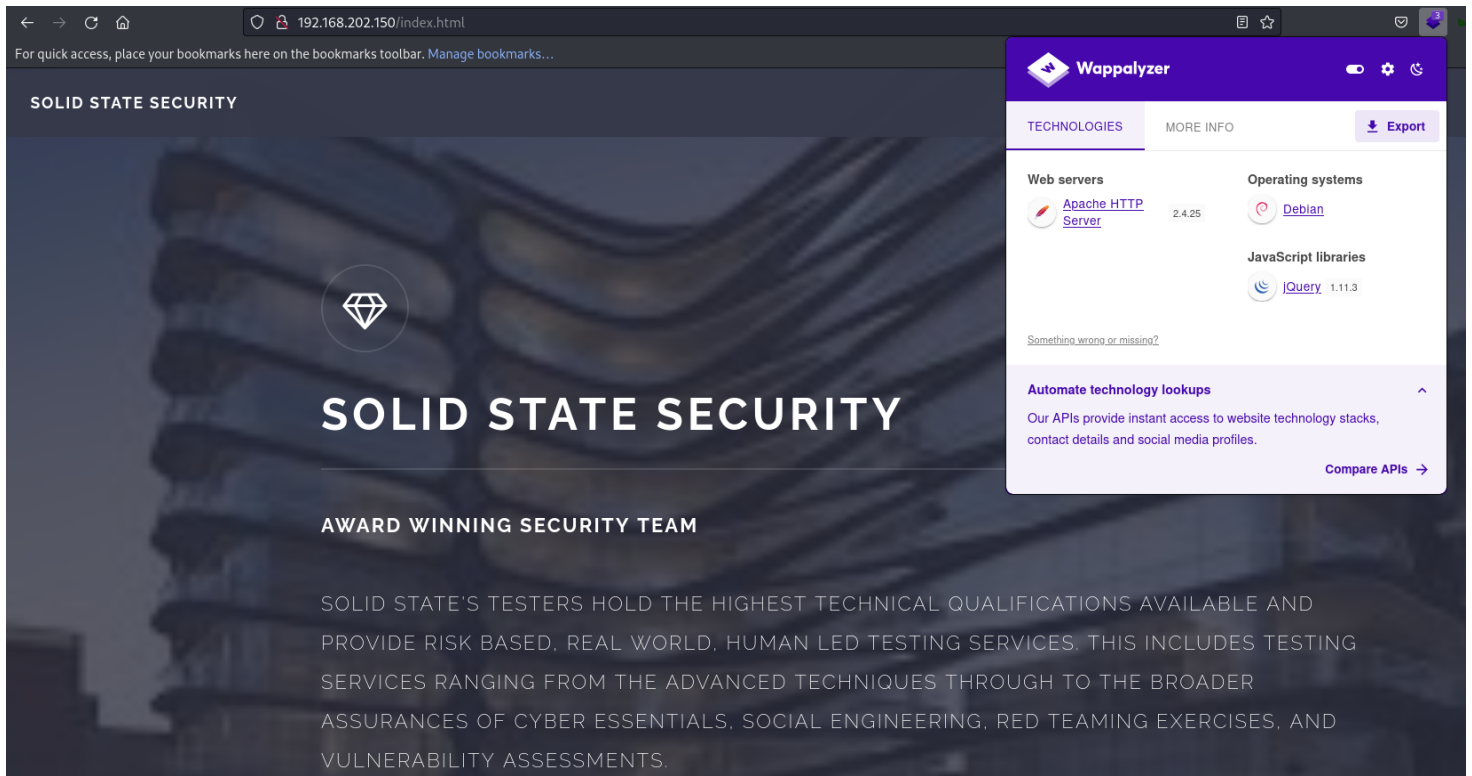 192.168.202.150/index.html
For quick access, place your bookmarks here on the bookmarks toolbar. Manage bookmarks...
3
Wappalyzer
SOLID STATE SECURITY
TECHNOLOGIES
MORE INFO
Export
Web servers
Apache HTTP
Server
2.4.25
Operating systems
Debian
JavaScript libraries
jQuery 1.11.3
Something wrong or missing?
Automate technology lookups
Our APIs provide instant access to website technology stacks,
contact details and social media profiles.
Compare APIs
SOLID STATE SECURITY
AWARD WINNING SECURITY TEAM
SOLID STATE'S TESTERS HOLD THE HIGHEST TECHNICAL QUALIFICATIONS AVAILABLE AND
PROVIDE RISK BASED, REAL WORLD, HUMAN LED TESTING SERVICES. THIS INCLUDES TESTING
SERVICES RANGING FROM THE ADVANCED TECHNIQUES THROUGH TO THE BROADER
ASSURANCES OF CYBER ESSENTIALS, SOCIAL ENGINEERING, RED TEAMING EXERCISES, AND
VULNERABILITY ASSESSMENTS.